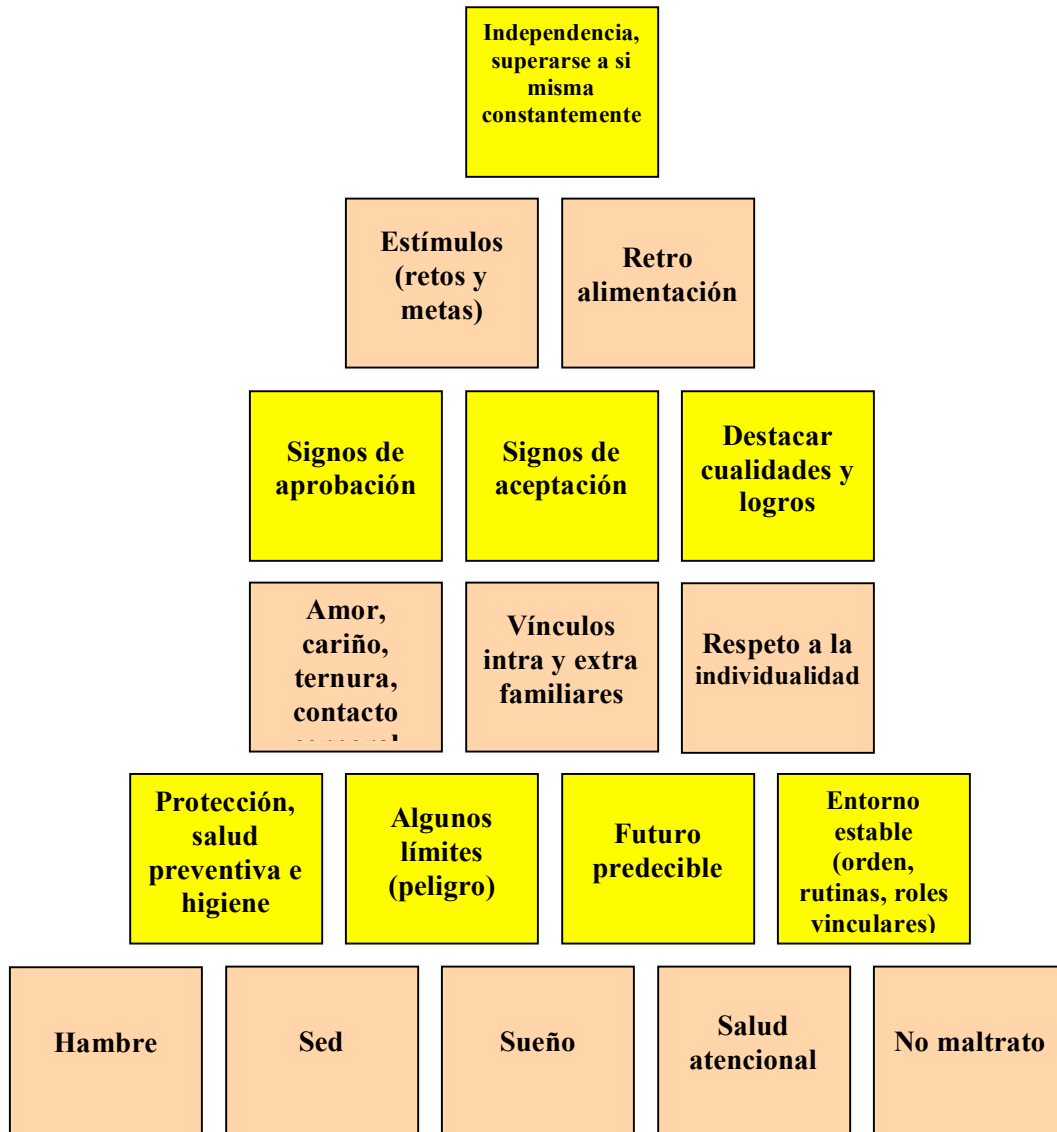 Independencia,
superarse a si
misma
constantemente
Estímulos
(retos y
metas)
Retro
alimentación
Signos de
aprobación
Signos de
aceptación
Destacar
cualidades y
logros
Amor,
cariño,
ternura,
contacto
Vínculos
intra y extra
familiares
Respeto a la
individualidad
Protección,
salud
preventiva e
higiene
Algunos
límites
(peligro)
Futuro
predecible
Entorno
estable
(orden,
rutinas, roles
vinculares)
Hambre
Sed
Sueño
Salud
atencional
No maltrato